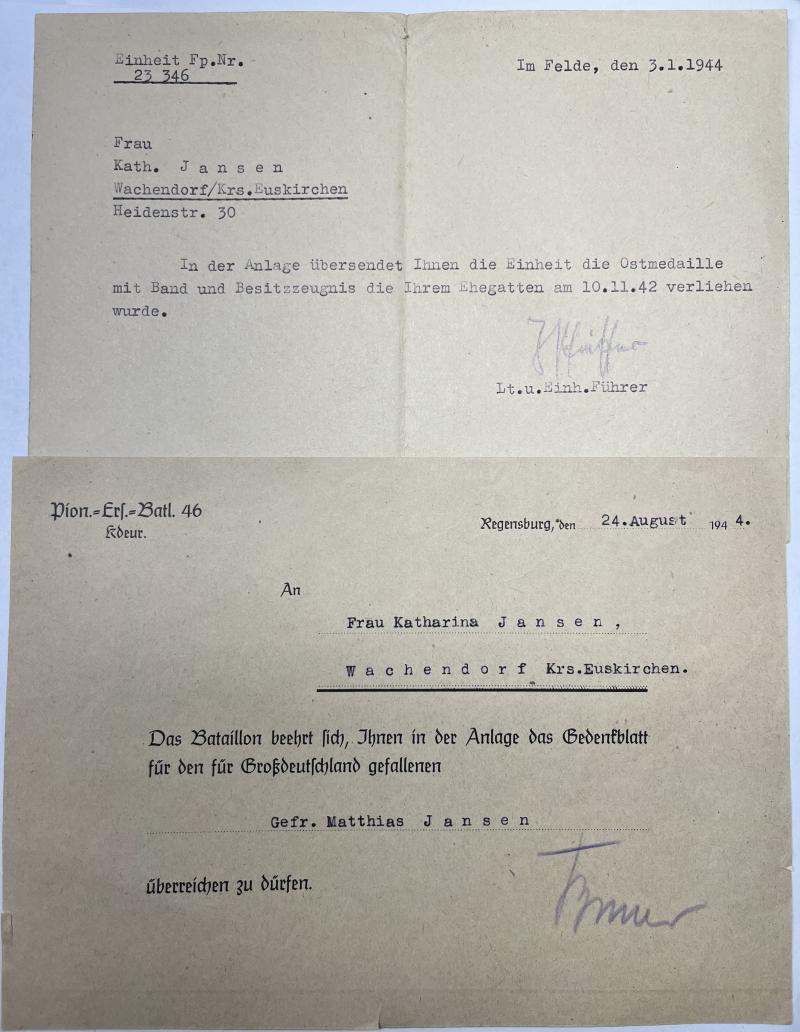 Einheit Fp.Nr.
23 346
Im Felde, den 3.1.1944
Frau
Kath. J a n s e n
Wachendorf/Krs.Euskirchen
Heidenstr. 30
In der Anlage übersendet Ihnen die Einheit die Ostmedaille
mit Band und Besitzzeugnis die Ihrem Ehegatten am 10.11.42 verliehen
wurde.
Lt.u.Einh.Führer
Pion.=Ers.=Batl. 46
Kdeur.
Regensburg, den 24.August 194 4.
An
Frau Katharina J a n s e n ,
W a c h e n d o r f Krs.Euskirchen.
Das Bataillon beehrt sich, Ihnen in der Anlage das Gedenkblatt
für den für Großdeutschland gefallenen
Gefr. Matthias J a n s e n
überreichen zu dürfen.